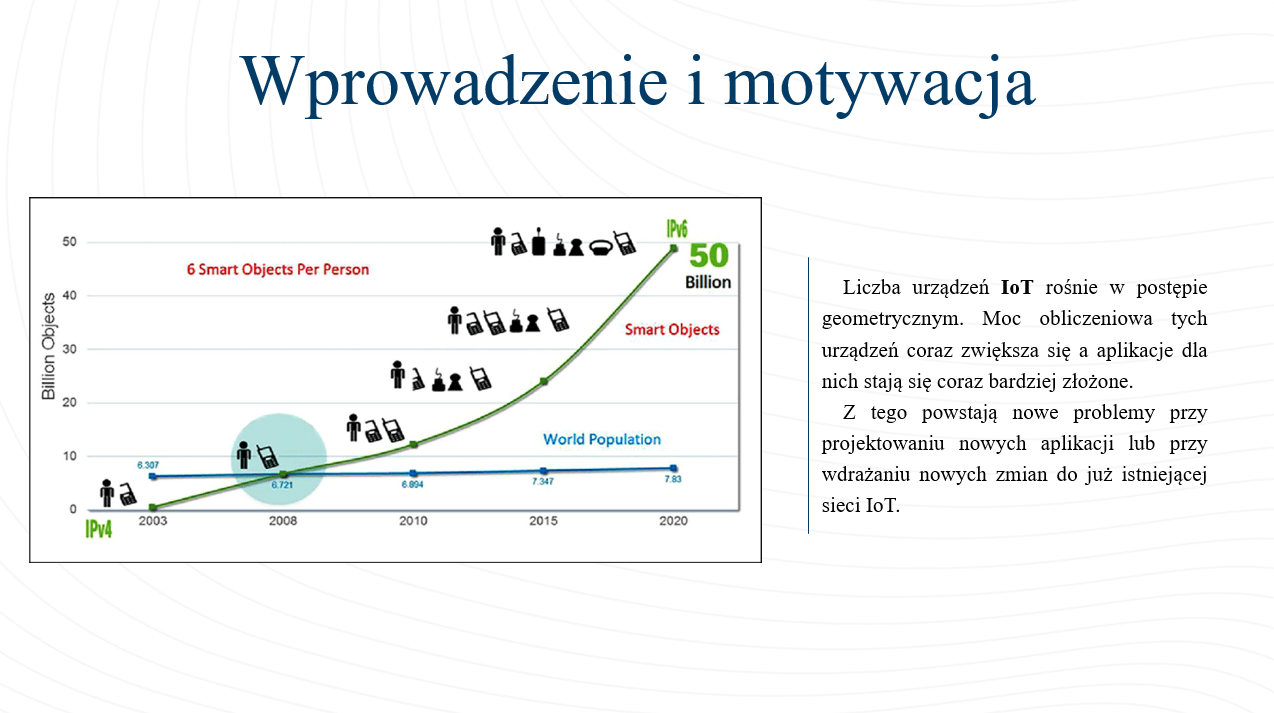 Wprowadzenie i motywacja
IPv6
50
50
Billion
6 Smart Objects Per Person
40
Smart Objects
30
Billion Objects
20
World Population
10
6.307
6.721
6.894
7.347
7.83
0
2003
2008
2010
2015
2020
IPv4
Liczba urządzeń IoT rośnie w postępie
geometrycznym. Moc obliczeniowa tych
urządzeń coraz zwiększa się a aplikacje dla
nich stają się coraz bardziej złożone.
Z tego powstają nowe problemy przy
projektowaniu nowych aplikacji lub przy
wdrażaniu nowych zmian do już istniejącej
sieci IoT.